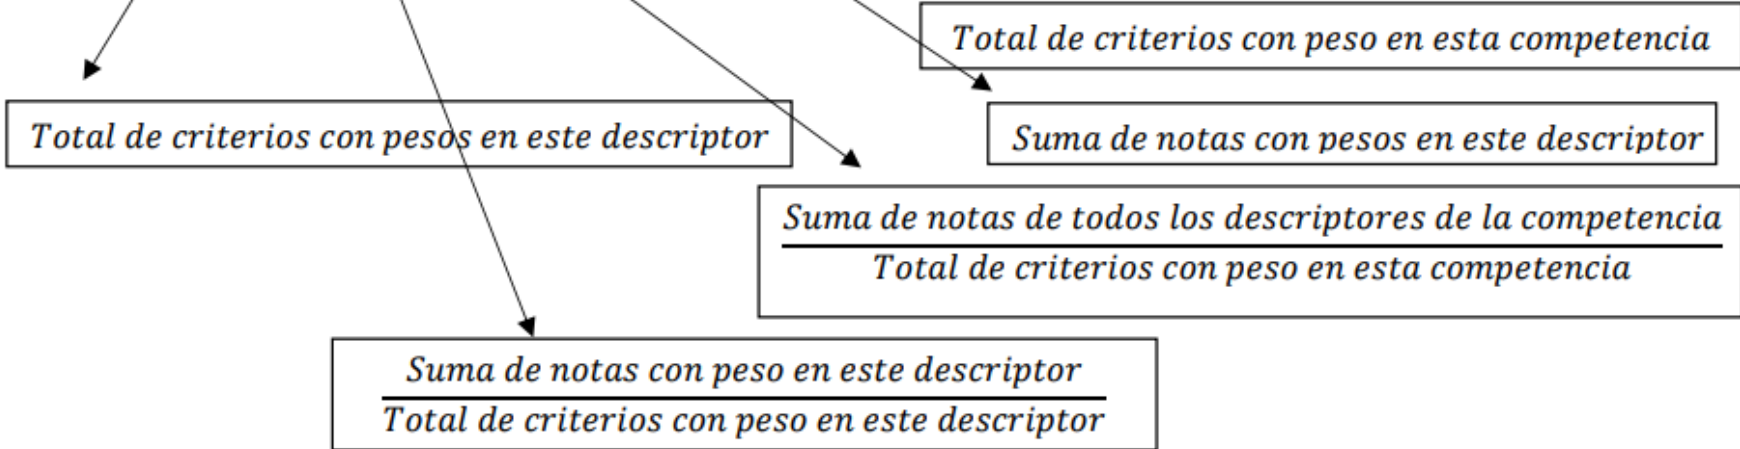 Total de criterios con peso en esta competencia
Total de criterios con pesos en este descriptor
Suma de notas con pesos en este descriptor
Suma de notas de todos los descriptores de la competencia
Total de criterios con peso en esta competencia
Suma de notas con peso en este descriptor
Total de criterios con peso en este descriptor